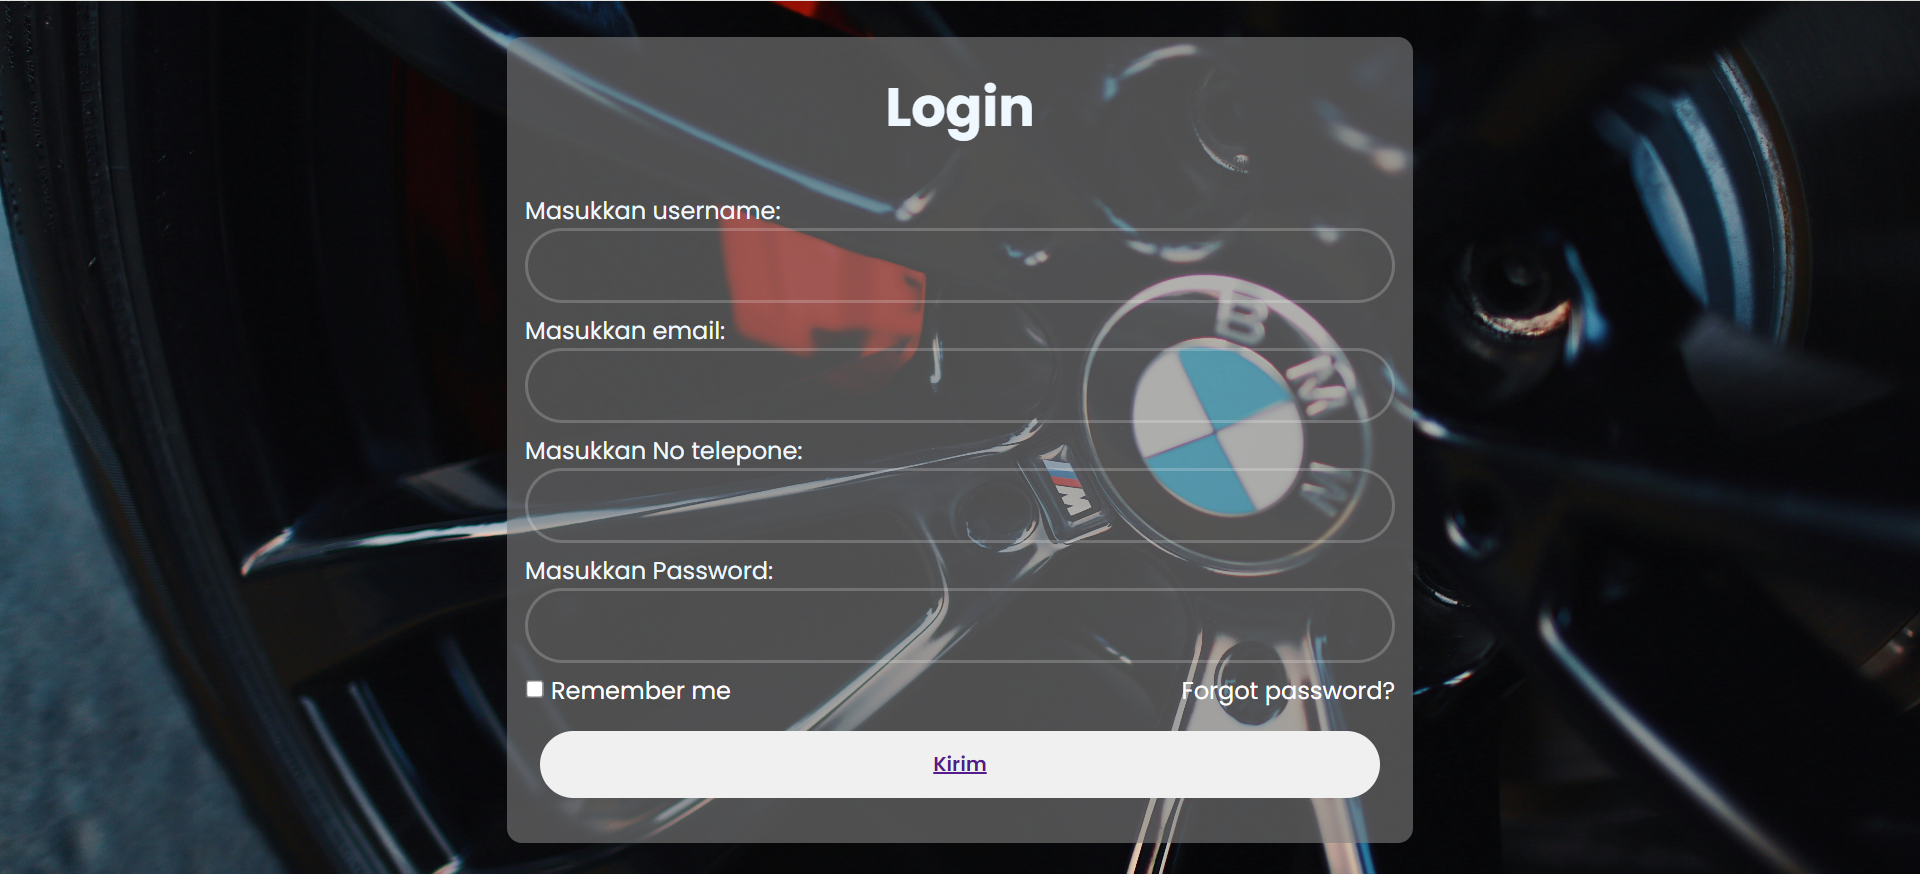 Login
Masukkan username:
Masukkan email:
BMW
Masukkan No telepone:
M
Masukkan Password:
Remember me
Forgot password?
Kirim